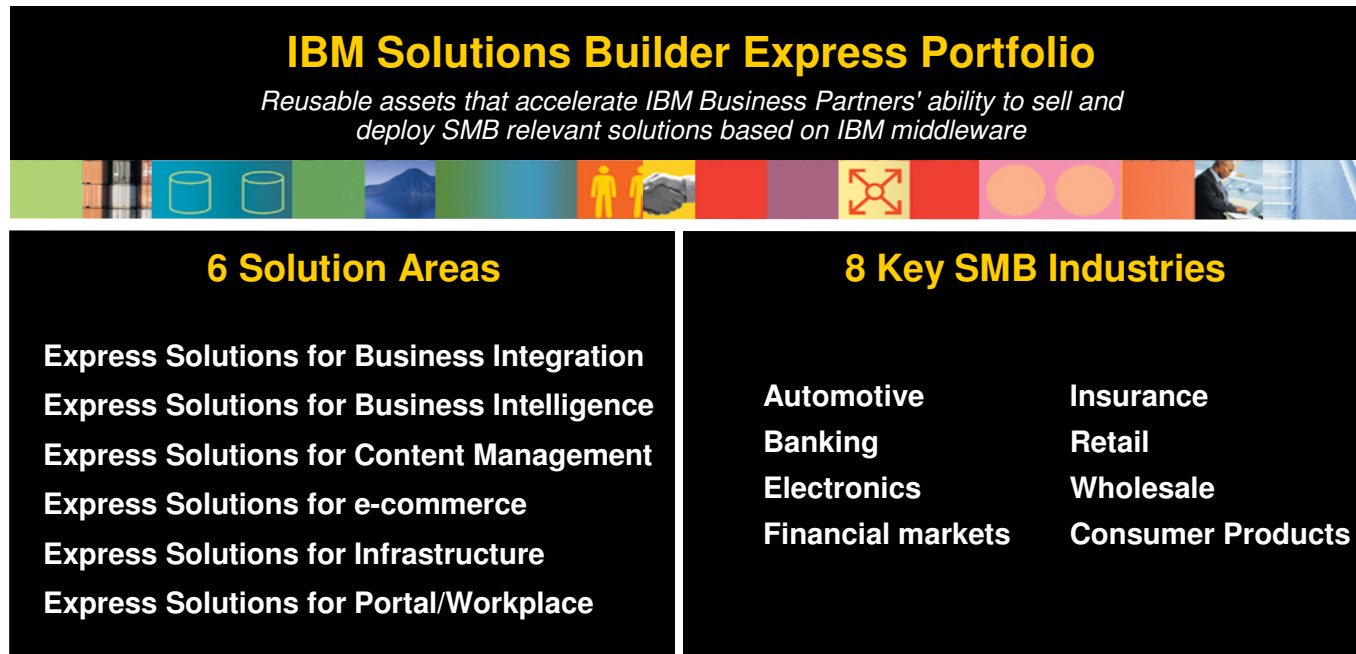 IBM Solutions Builder Express Portfolio
Reusable assets that accelerate IBM Business Partners' ability to sell and
deploy SMB relevant solutions based on IBM middleware
6 Solution Areas
Express Solutions for Business Integration
Express Solutions for Business Intelligence
Express Solutions for Content Management
Express Solutions for e-commerce
Express Solutions for Infrastructure
Express Solutions for Portal/Workplace
8 Key SMB Industries
Automotive
Banking
Electronics
Financial markets
Insurance
Retail
Wholesale
Consumer Products